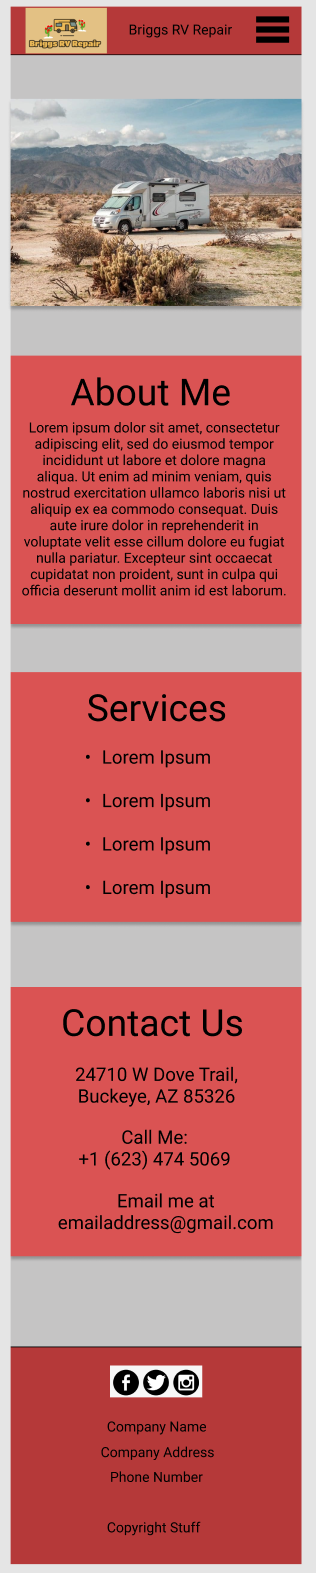 Briggs RV Repair
Briggs RV Repair
About Me
Lorem ipsum dolor sit amet, consectetur
adipiscing elit, sed do eiusmod tempor
incididunt ut labore et dolore magna
aliqua. Ut enim ad minim veniam, quis
nostrud exercitation ullamco laboris nisi ut
aliquip ex ea commodo consequat. Duis
aute irure dolor in reprehenderit in
voluptate velit esse cillum dolore eu fugiat
nulla pariatur. Excepteur sint occaecat
cupidatat non proident, sunt in culpa qui
officia deserunt mollit anim id est laborum.
Services
• Lorem Ipsum
• Lorem Ipsum
• Lorem Ipsum
• Lorem Ipsum
Contact Us
24710 W Dove Trail,
Buckeye, AZ 85326
Call Me:
+1 (623) 474 5069
Email me at
emailaddress@gmail.com
Company Name
Company Address
Phone Number
Copyright Stuff